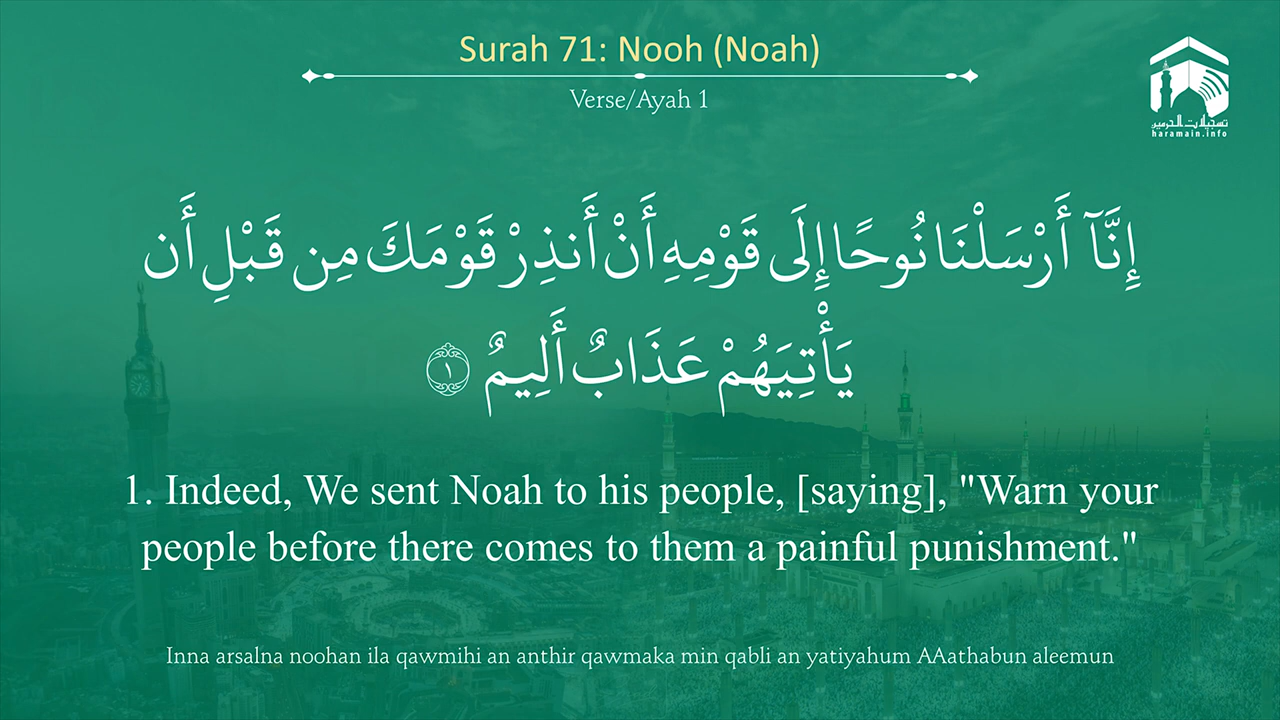 Surah 71: Nooh (Noah)
Verse/Ayah 1
تسجيلات الحرمين
haramain.info
إِنَّآ أَرْسَلْنَا نُوحًا إِلَى قَوْمِهِ أَنْ أَنذِرْ قَوْمَكَ مِن قَبْلِ أَن
يَأْتِيَهُمْ عَذَابٌ أَلِيمٌ ۝١
1. Indeed, We sent Noah to his people, [saying], "Warn your
people before there comes to them a painful punishment."
Inna arsalna noohan ila qawmihi an anthir qawmaka min qabli an yatiyahum AAathabun aleemun